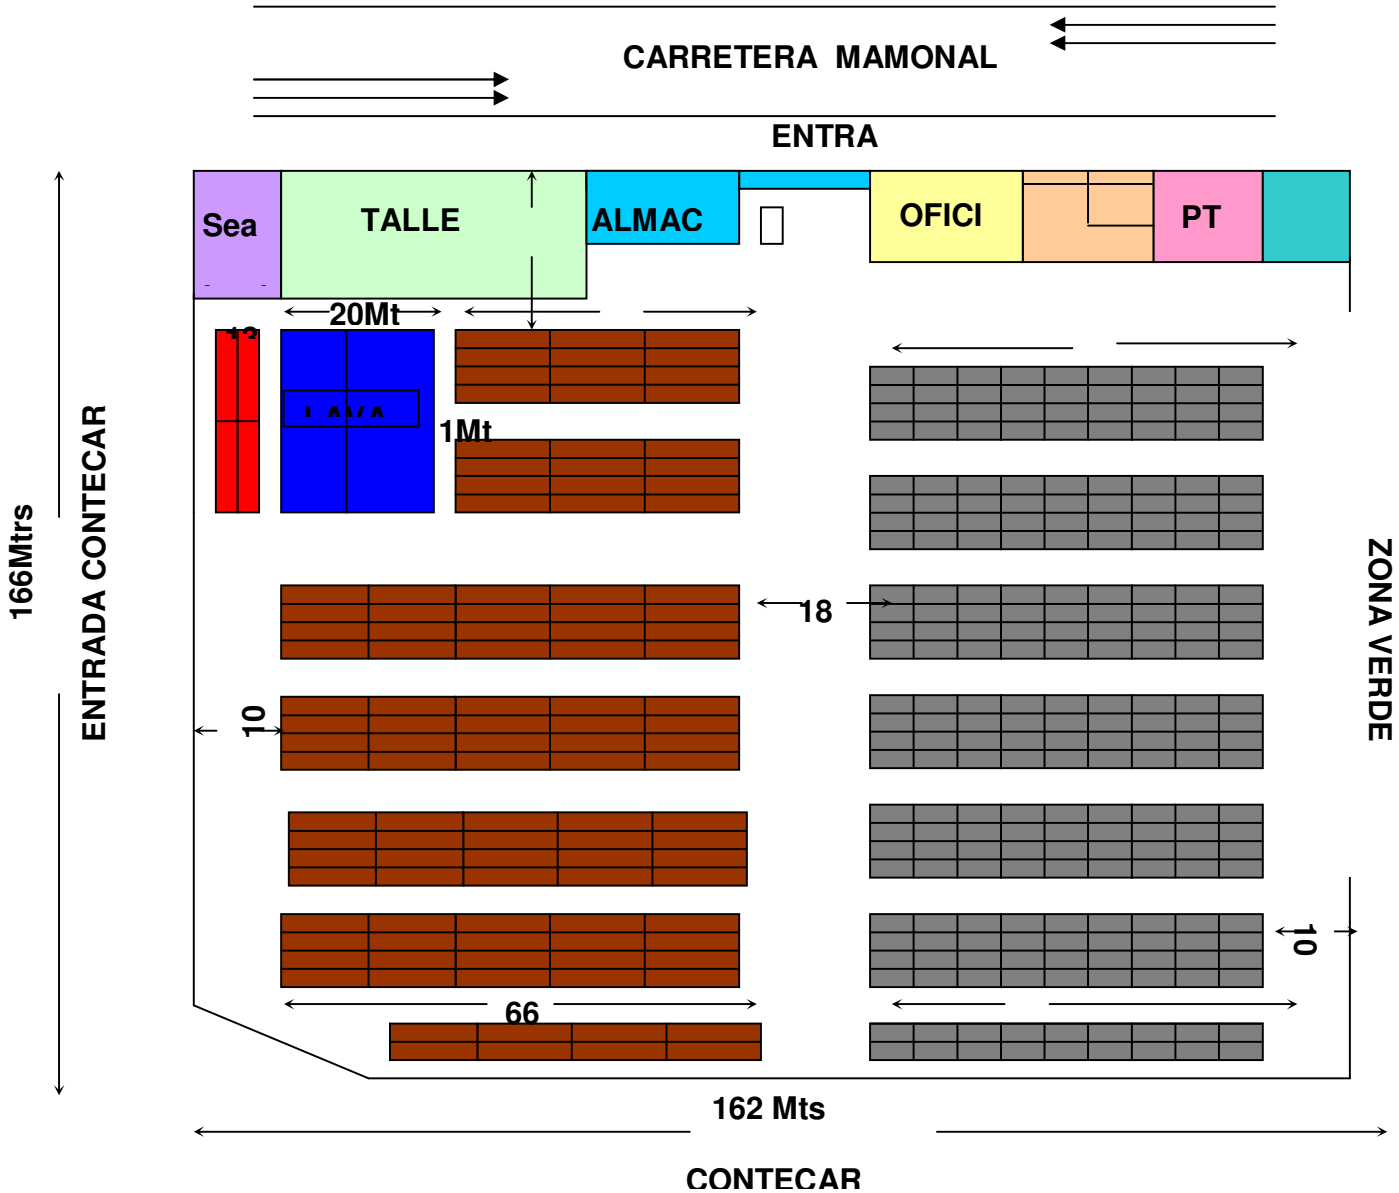 CARRETERA MAMONAL
ENTRA
Sea
TALLE
ALMAC
OFICI
PT
20Mt
1Mt
166Mtrs
ENTRADA CONTECAR
18
ZONA VERDE
10
10
66
162 Mts
CONTECAR